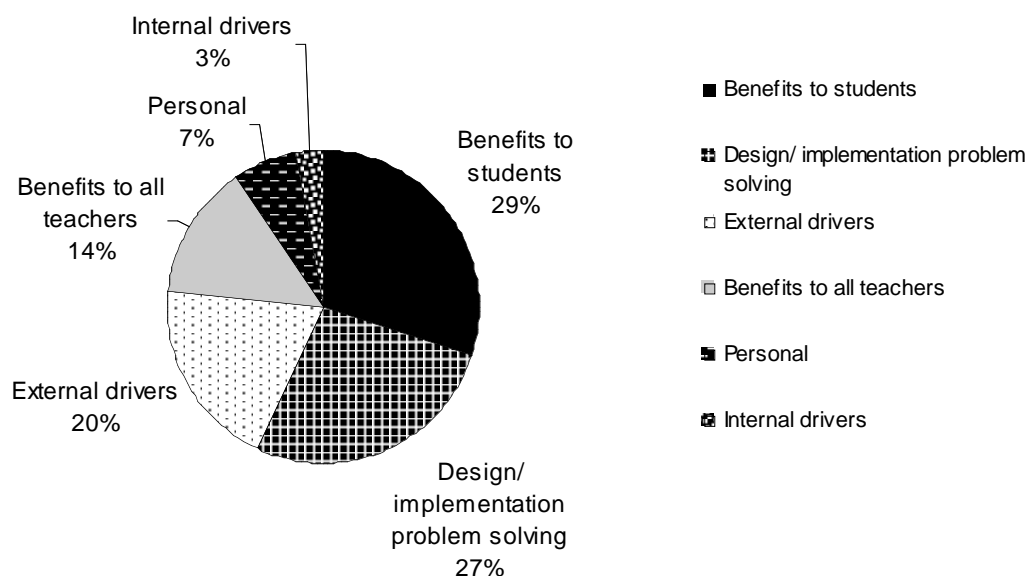 Internal drivers
3%
Personal
7%
Benefits to
students
29%
Benefits to all
teachers
14%
External drivers
20%
Design/
implementation
problem solving
27%
Benefits to students
Design/ implementation problem
solving
External drivers
Benefits to all teachers
Personal
Internal drivers